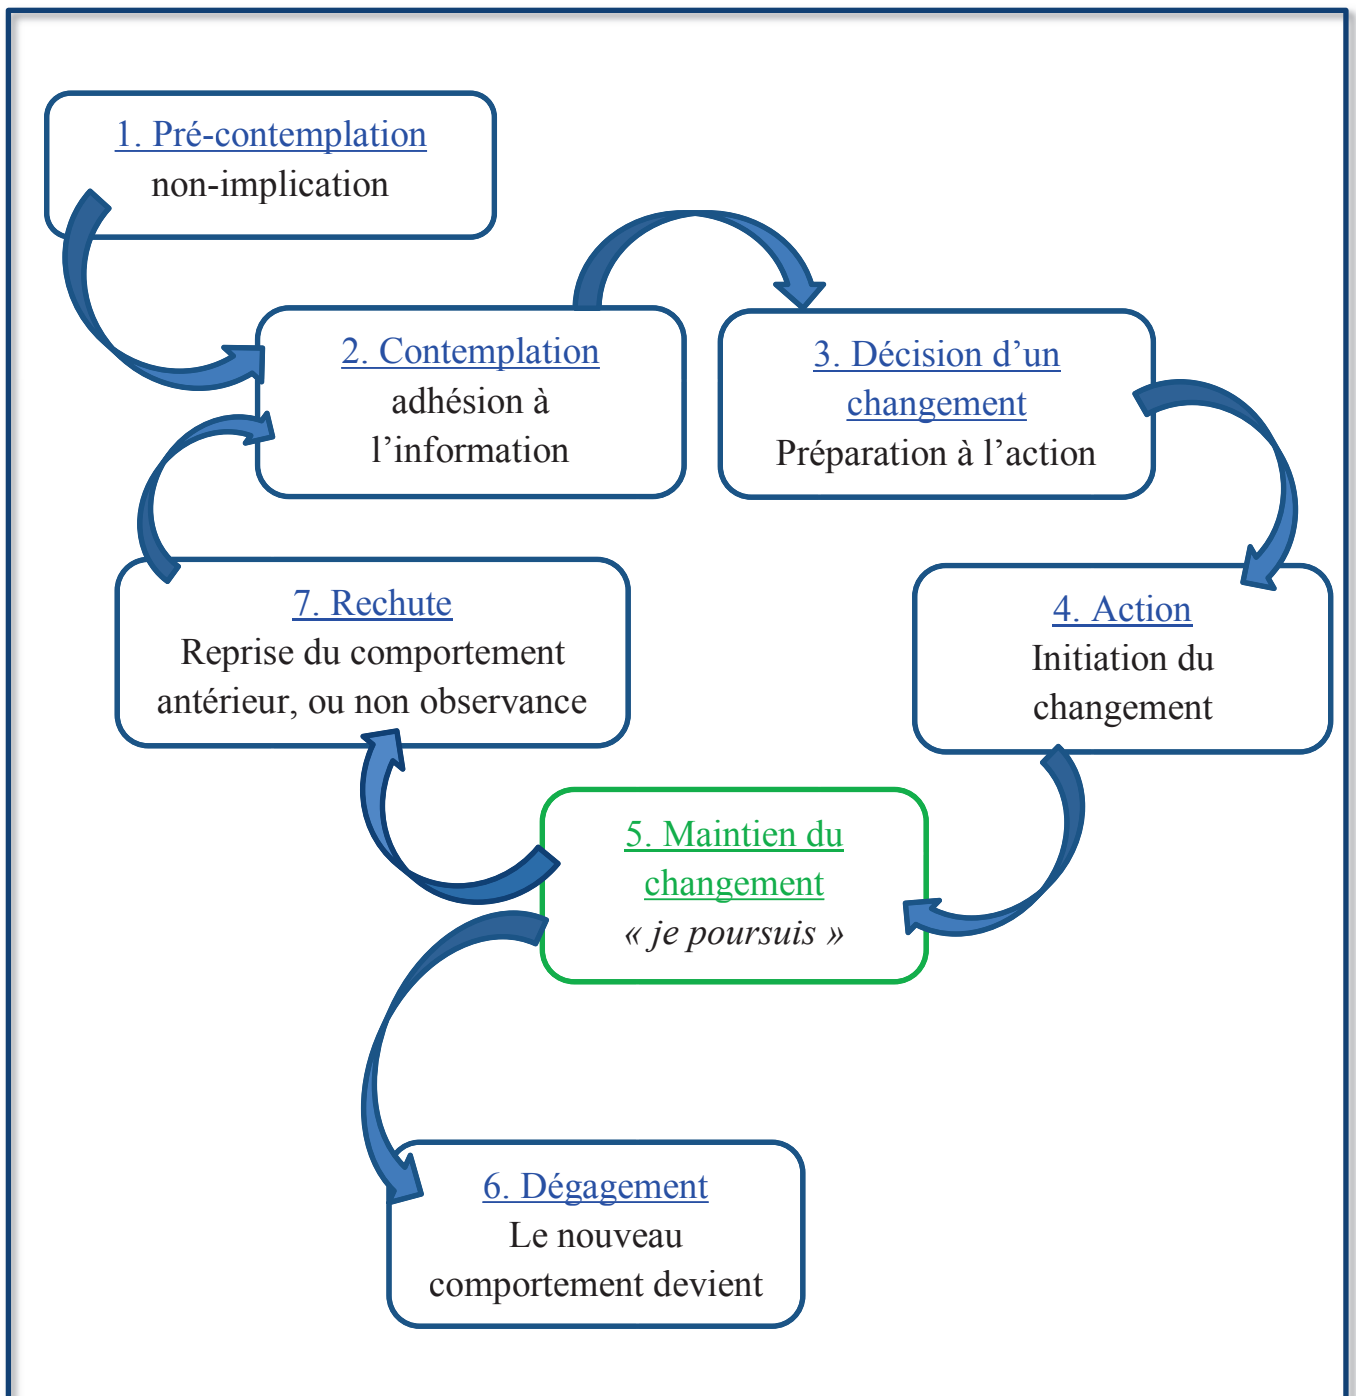 1. Pré-contemplation
non-implication
2. Contemplation
adhésion à
l’information
3. Décision d’un
changement
Préparation à l’action
4. Action
Initiation du
changement
5. Maintien du
changement
« je poursuis »
6. Dégagement
Le nouveau
comportement devient
7. Rechute
Reprise du comportement
antérieur, ou non observance